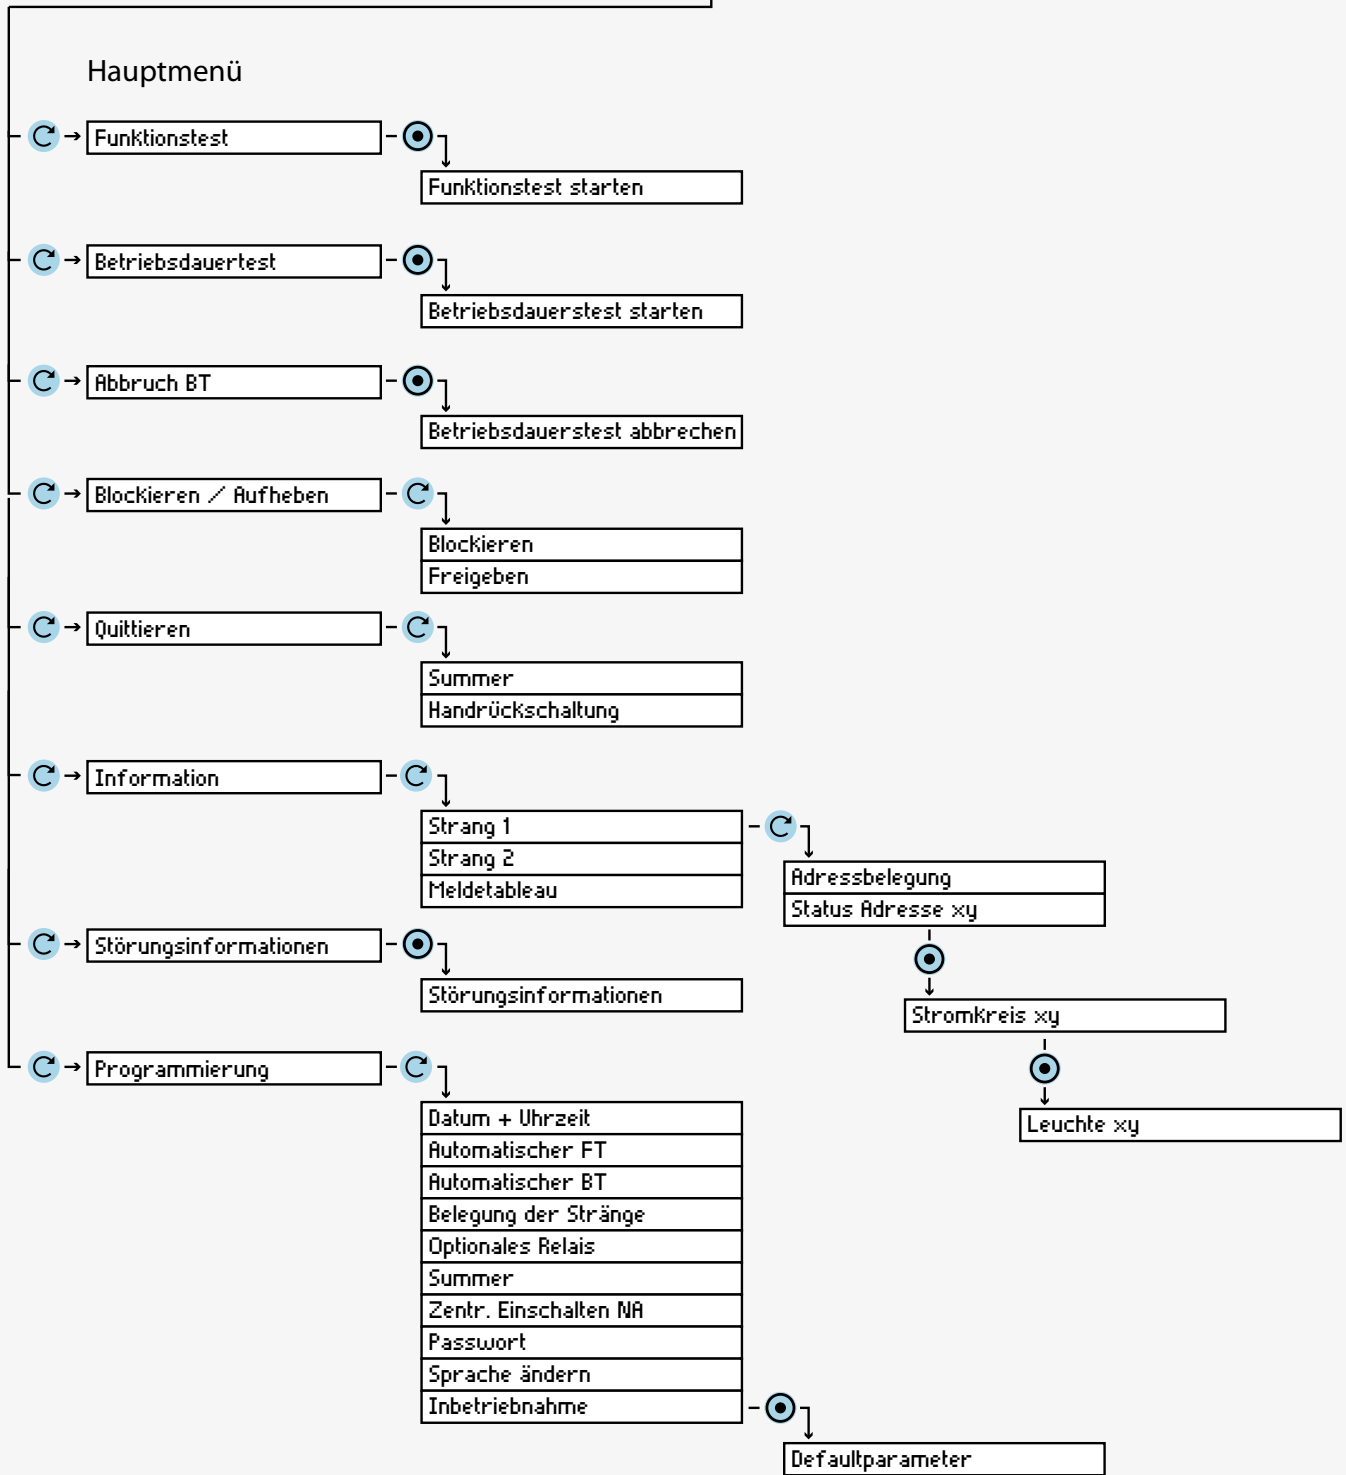 Hauptmenü
Funktionstest
Funktionstest starten
Betriebsdauertest
Betriebsdauerstest starten
Abbruch BT
Betriebsdauerstest abbrechen
Blockieren / Aufheben
Blockieren
Freigeben
Quittieren
Summer
Handrückschaltung
Information
Strang 1
Strang 2
Meldetableau
Adressbelegung
Status Adresse xy
Störungsinformationen
Störungsinformationen
Stromkreis xy
Leuchte xy
Programmierung
Datum + Uhrzeit
Automatischer FT
Automatischer BT
Belegung der Stränge
Optionales Relais
Summer
Zentr. Einschalten NA
Passwort
Sprache ändern
Inbetriebnahme
Defaultparameter